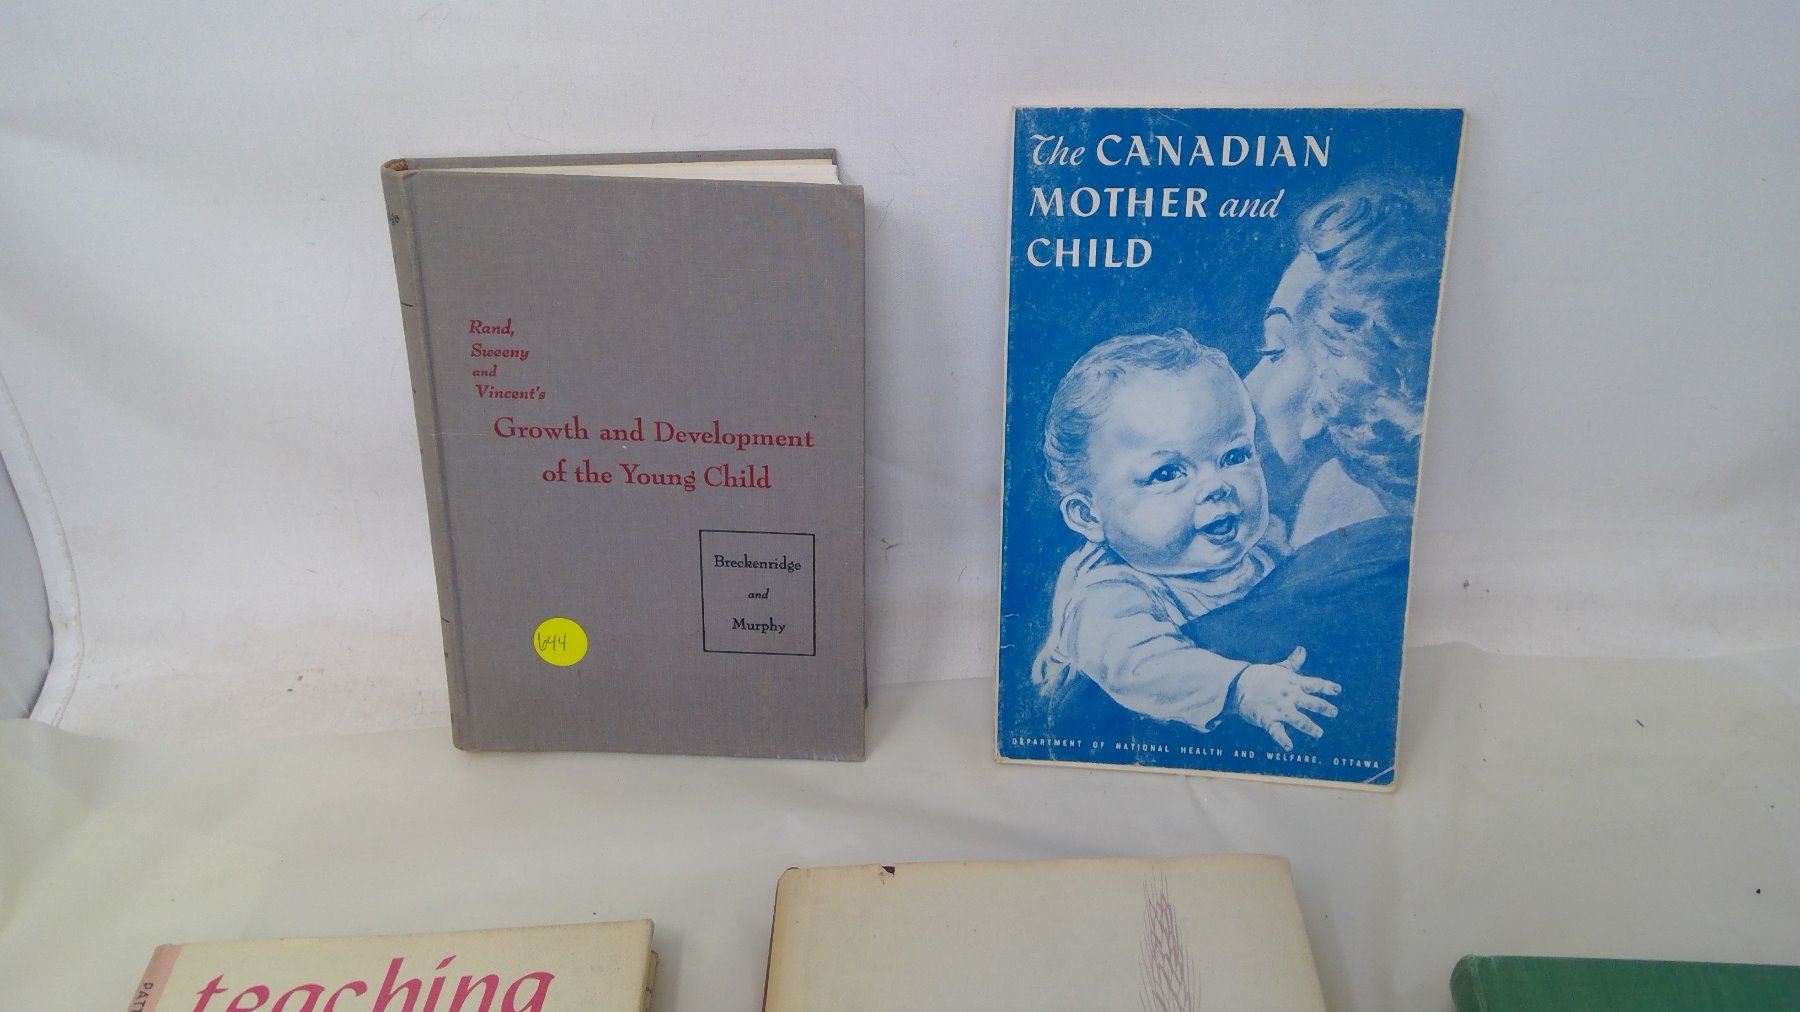 Rand,
Sweeny
and
Vincent's
Growth and Development
of the Young Child
Breckenridge
and
Murphy
644
The CANADIAN
MOTHER and
CHILD
DEPARTMENT OF NATIONAL HEALTH AND WELFARE, OTTAWA
teaching